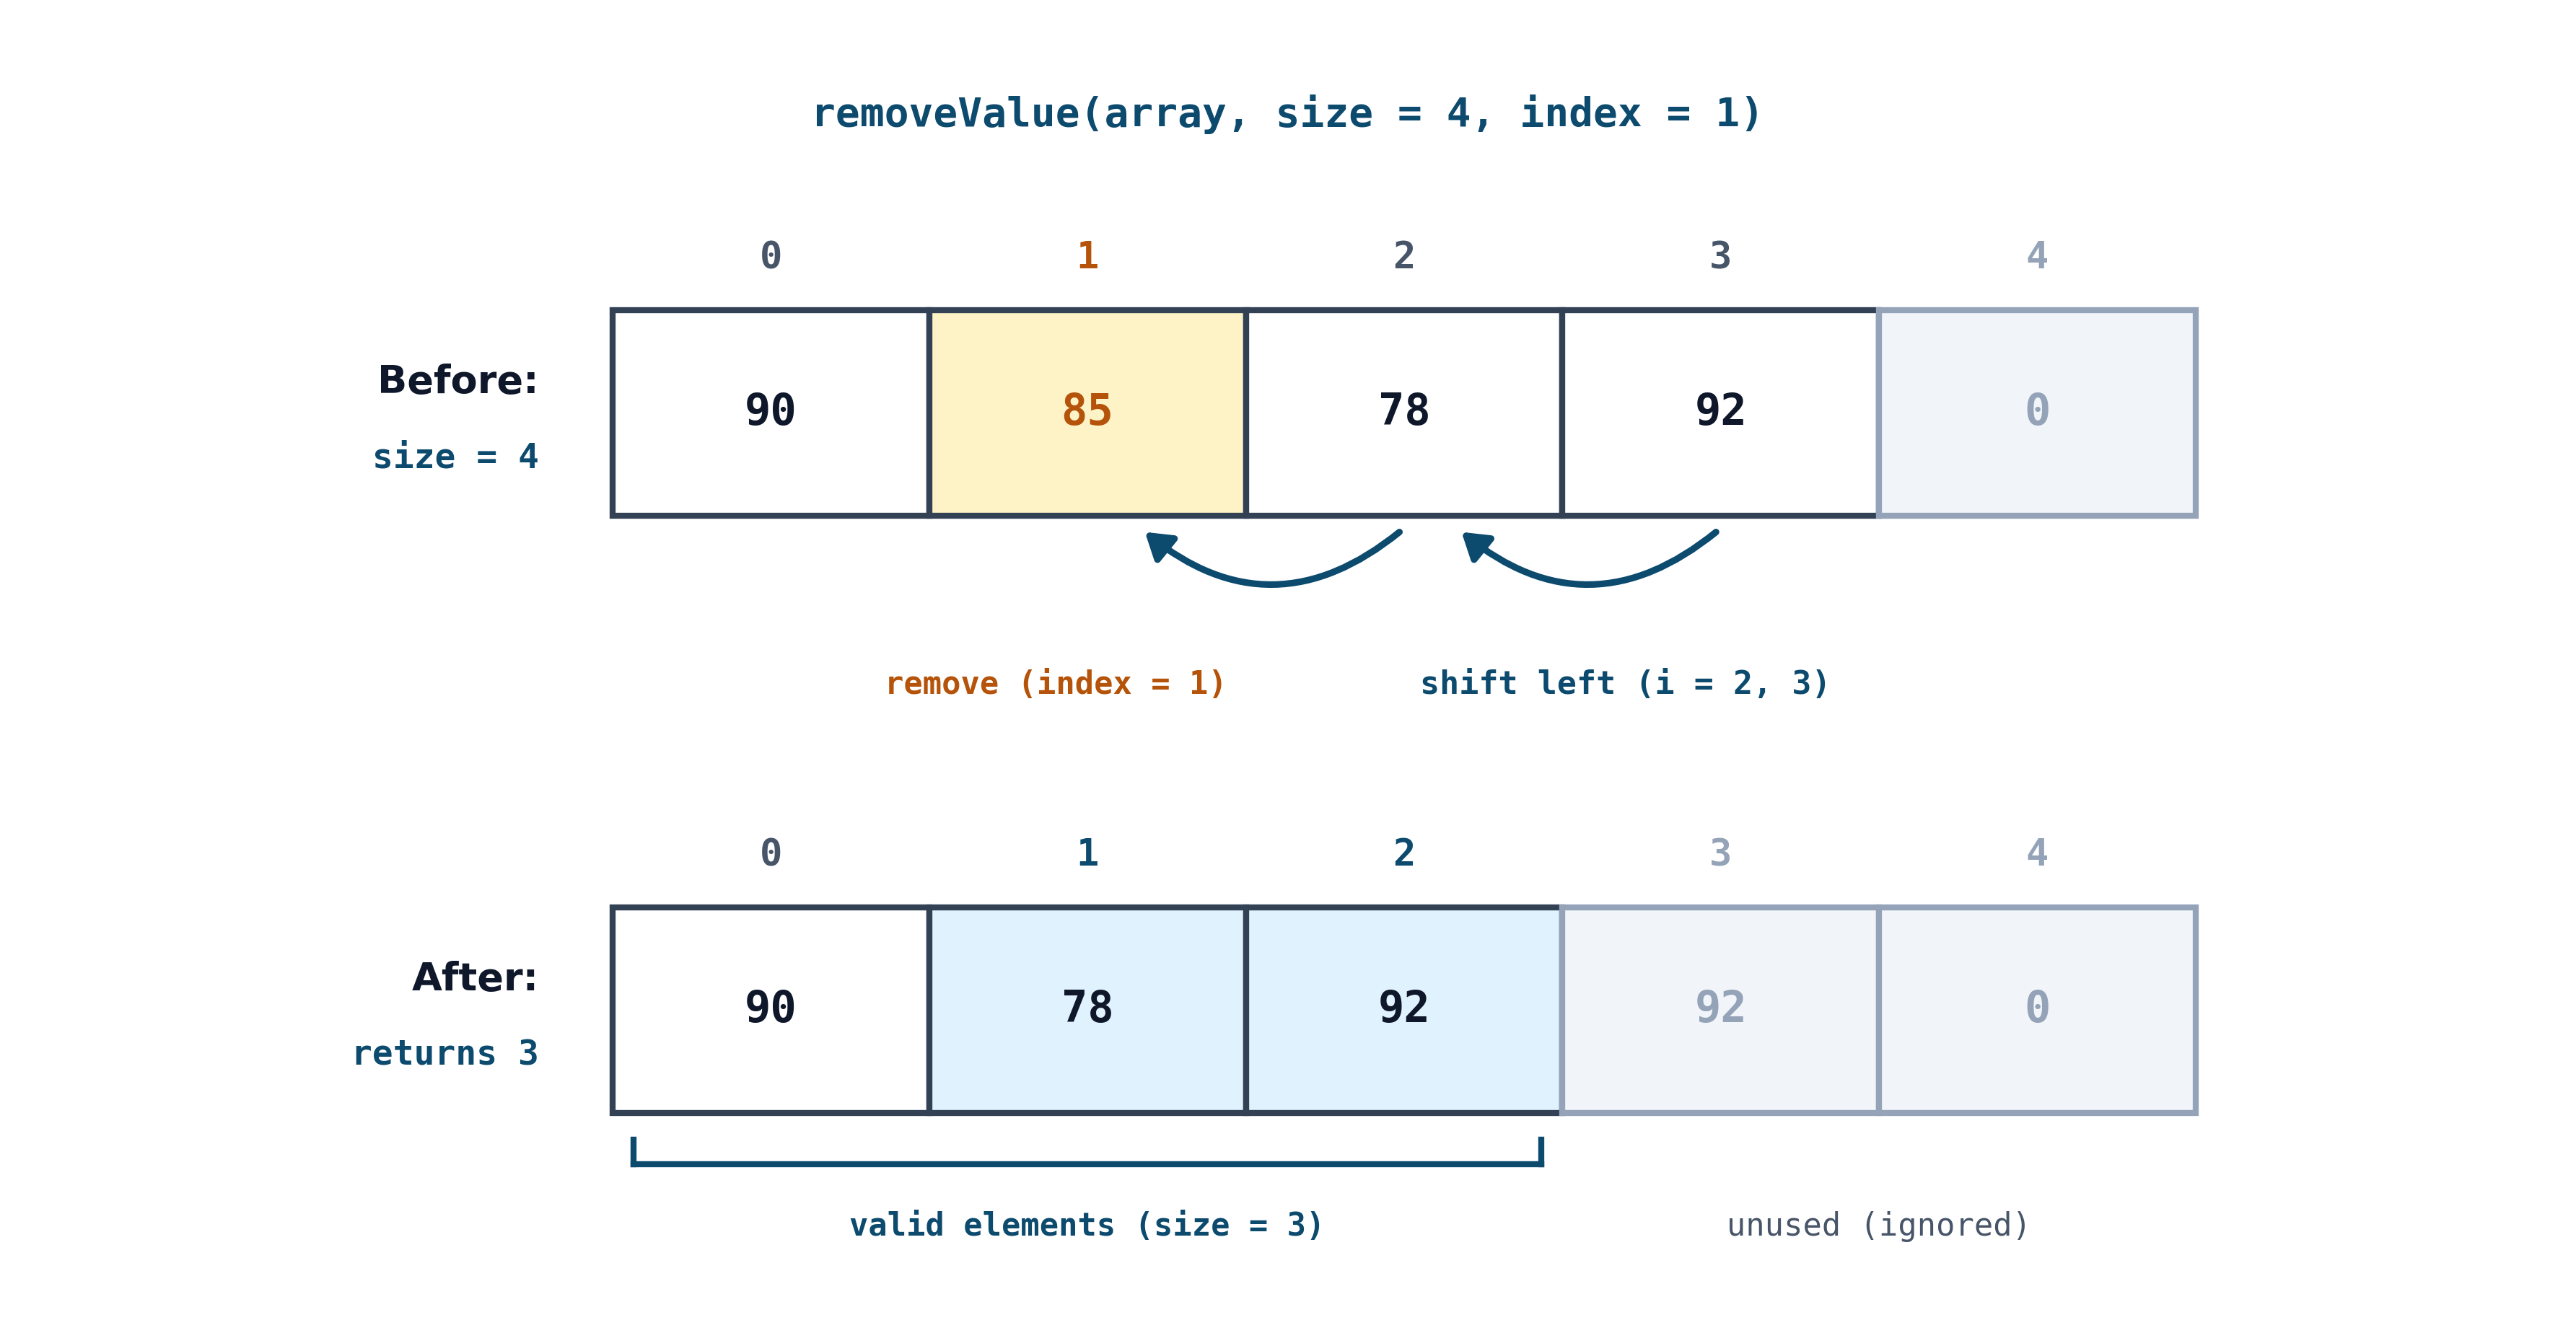 removeValue(array, size = 4, index = 1)
0 1 2 3 4
Before:
90 85 78 92 0
size = 4
remove (index = 1) shift left (i = 2, 3)
0 1 2 3 4
After:
90 78 92 92 0
returns 3
valid elements (size = 3) unused (ignored)